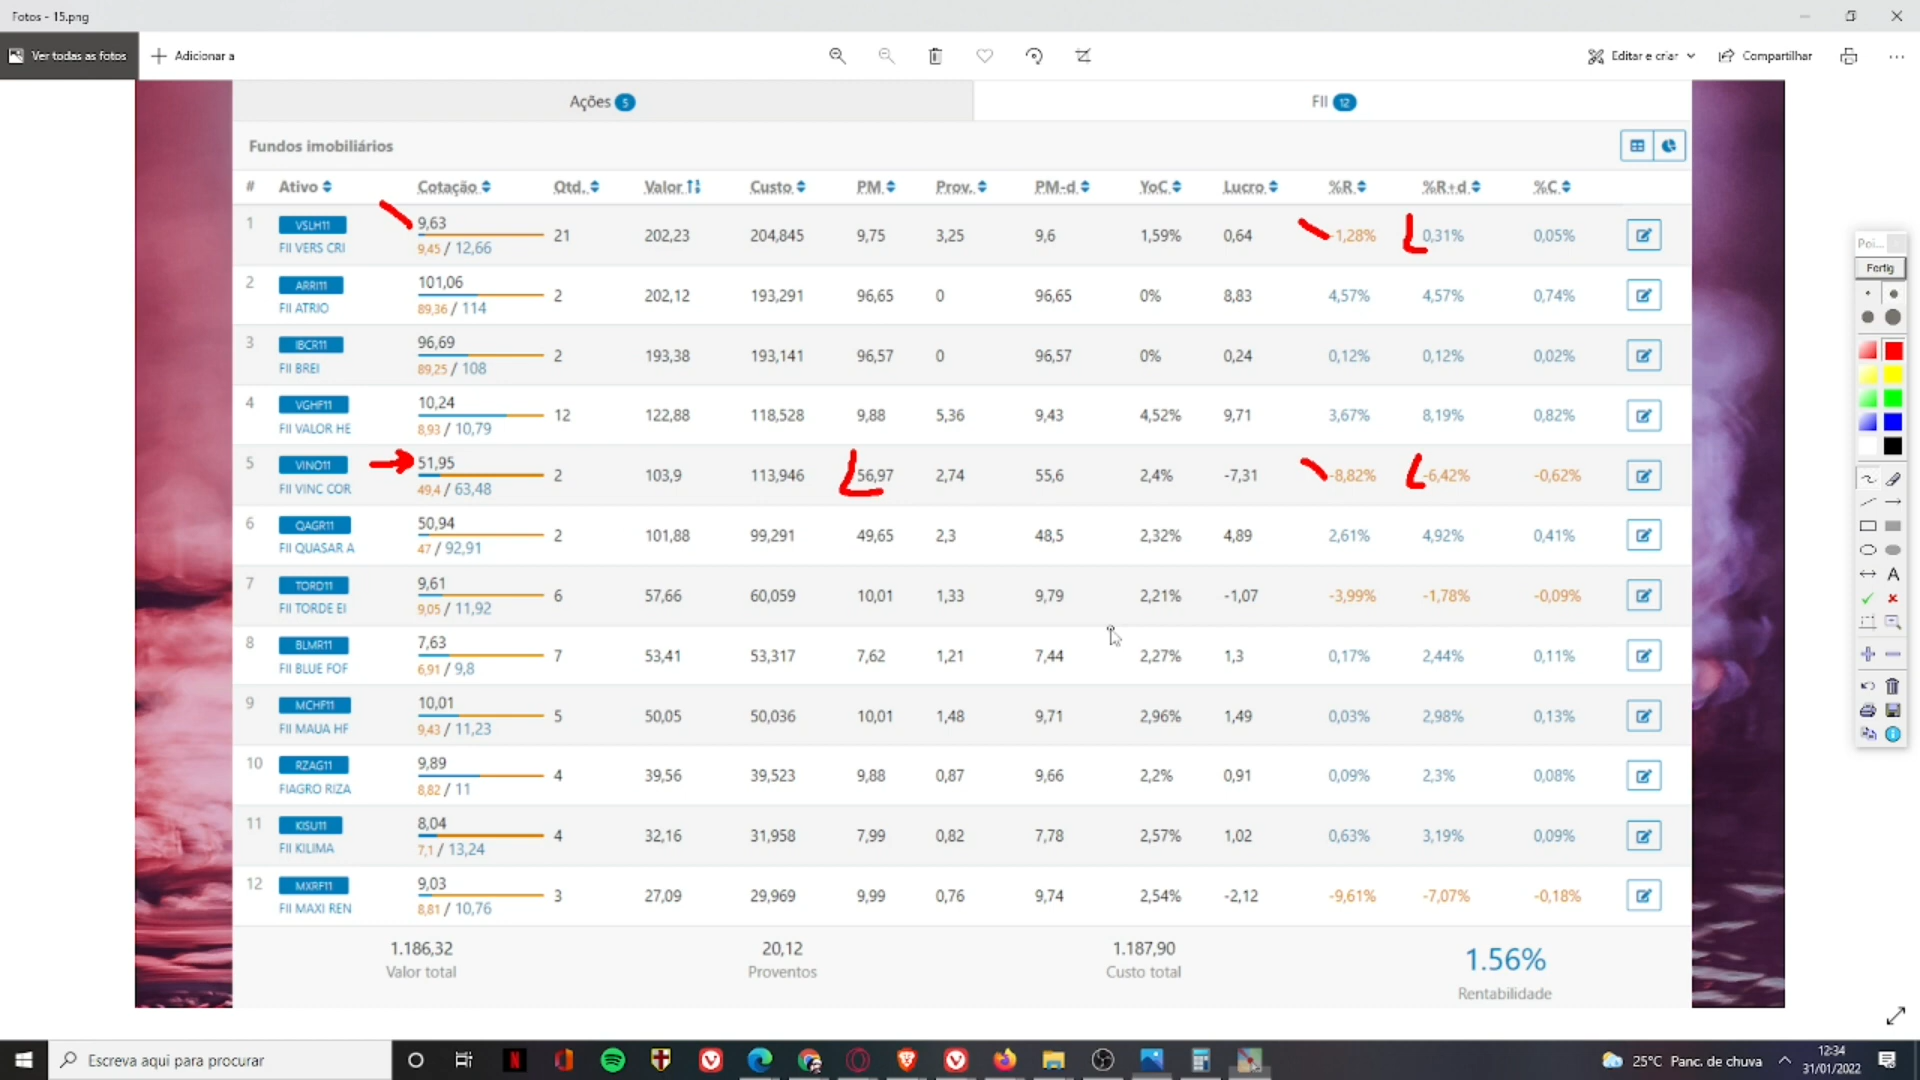 Fotos - 15.png
Ver todas as fotos
Adicionar a
Editar e criar
Compartilhar
Ações 5
FII 12
Fundos imobiliários
# Ativo Cotação Qtd. Valor Custo PM Prov. PM-d YoC Lucro %R %R+d %C
1 VSLH11 9,63 21 202,23 204,845 9,75 3,25 9,6 1,59% 0,64 -1,28% 0,31% 0,05%
FII VERS CRI 9,45 / 12,66
2 ARRI11 101,06 2 202,12 193,291 96,65 0 96,65 0% 8,83 4,57% 4,57% 0,74%
FII ATRIO 89,36 / 114
3 IBCR11 96,69 2 193,38 193,141 96,57 0 96,57 0% 0,24 0,12% 0,12% 0,02%
FII BREI 89,25 / 108
4 VGHF11 10,24 12 122,88 118,528 9,88 5,36 9,43 4,52% 9,71 3,67% 8,19% 0,82%
FII VALOR HE 8,93 / 10,79
5 VINO11 51,95 2 103,9 113,946 56,97 2,74 55,6 2,4% -7,31 -8,82% -6,42% -0,62%
FII VINC COR 49,4 / 63,48
6 QAGR11 50,94 2 101,88 99,291 49,65 2,3 48,5 2,32% 4,89 2,61% 4,92% 0,41%
FII QUASAR A 47 / 92,91
7 TORD11 9,61 6 57,66 60,059 10,01 1,33 9,79 2,21% -1,07 -3,99% -1,78% -0,09%
FII TORDE EI 9,05 / 11,92
8 BLMR11 7,63 7 53,41 53,317 7,62 1,21 7,44 2,27% 1,3 0,17% 2,44% 0,11%
FII BLUE FOF 6,91 / 9,8
9 MCHF11 10,01 5 50,05 50,036 10,01 1,48 9,71 2,96% 1,49 0,03% 2,98% 0,13%
FII MAUA HF 9,43 / 11,23
10 RZAG11 9,89 4 39,56 39,523 9,88 0,87 9,66 2,2% 0,91 0,09% 2,3% 0,08%
FIAGRO RIZA 8,82 / 11
11 KISU11 8,04 4 32,16 31,958 7,99 0,82 7,78 2,57% 1,02 0,63% 3,19% 0,09%
FII KILIMA 7,1 / 13,24
12 MXRF11 9,03 3 27,09 29,969 9,99 0,76 9,74 2,54% -2,12 -9,61% -7,07% -0,18%
FII MAXI REN 8,81 / 10,76
1.186,32 20,12 1.187,90 1.56%
Valor total Proventos Custo total Rentabilidade
Poi...
Fertig
A
Escreva aqui para procurar
25°C Panc. de chuva
12:34
31/01/2022